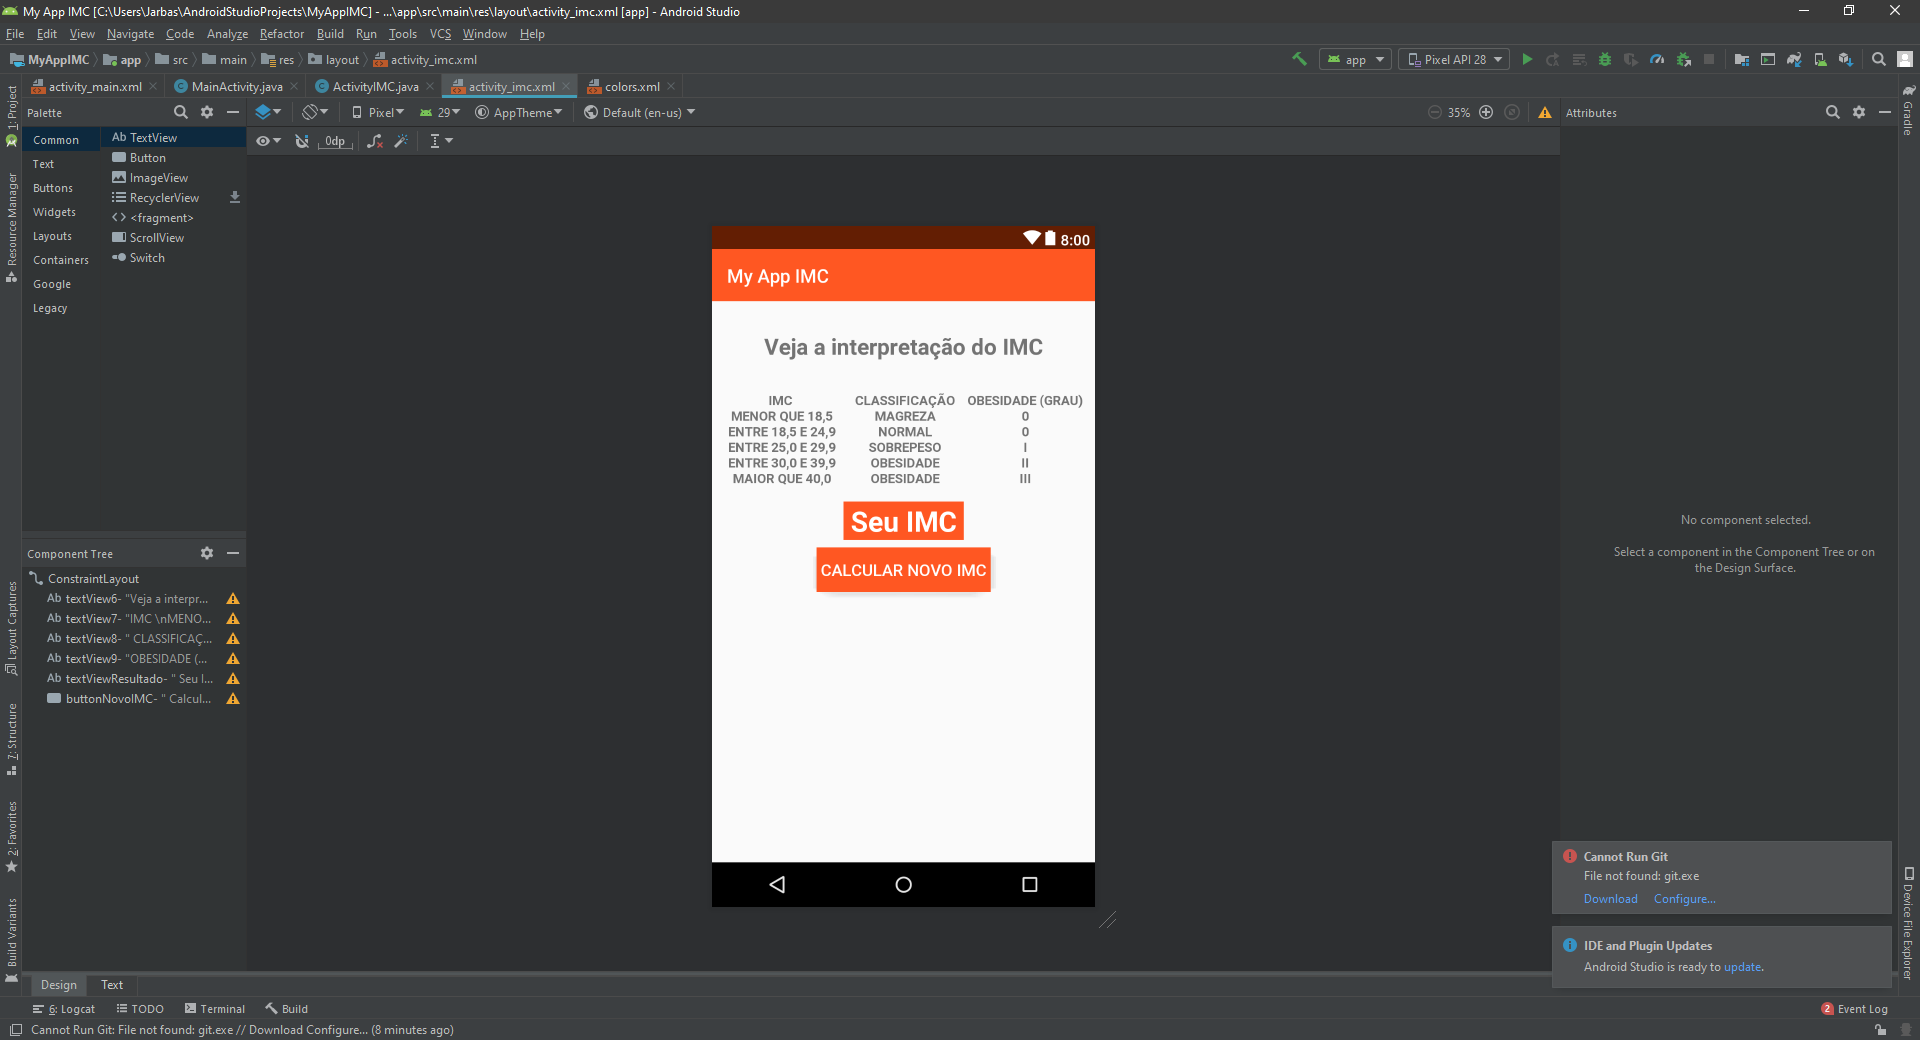 My App IMC [C:\Users\Jarbas\AndroidStudioProjects\MyAppIMC] - ...\app\src\main\res\layout\activity_imc.xml [app] - Android Studio
File Edit View Navigate Code Analyze Refactor Build Run Tools VCS Window Help
MyAppIMC app src main res layout activity_imc.xml
app Pixel API 28
activity_main.xml MainActivity.java ActivityIMC.java activity_imc.xml colors.xml
Palette
Pixel 29 AppTheme Default (en-us) 35%
Attributes
0dp
Common
Text
Buttons
Widgets
Layouts
Containers
Google
Legacy
Ab TextView
Button
ImageView
RecyclerView
<fragment>
ScrollView
Switch
1: Project
Resource Manager
Layout Captures
7: Structure
2: Favorites
Build Variants
Component Tree
ConstraintLayout
Ab textView6- "Veja a interpr...
Ab textView7- "IMC \nMENO...
Ab textView8- " CLASSIFICAÇ...
Ab textView9- "OBESIDADE (...
Ab textViewResultado- " Seu I...
buttonNovoIMC- " Calcul...
8:00
My App IMC
Veja a interpretação do IMC
IMC CLASSIFICAÇÃO OBESIDADE (GRAU)
MENOR QUE 18,5 MAGREZA 0
ENTRE 18,5 E 24,9 NORMAL 0
ENTRE 25,0 E 29,9 SOBREPESO I
ENTRE 30,0 E 39,9 OBESIDADE II
MAIOR QUE 40,0 OBESIDADE III
Seu IMC
CALCULAR NOVO IMC
No component selected.
Select a component in the Component Tree or on
the Design Surface.
Gradle
Device File Explorer
Cannot Run Git
File not found: git.exe
Download Configure...
IDE and Plugin Updates
Android Studio is ready to update.
Design Text
6: Logcat TODO Terminal Build
2 Event Log
Cannot Run Git: File not found: git.exe // Download Configure... (8 minutes ago)